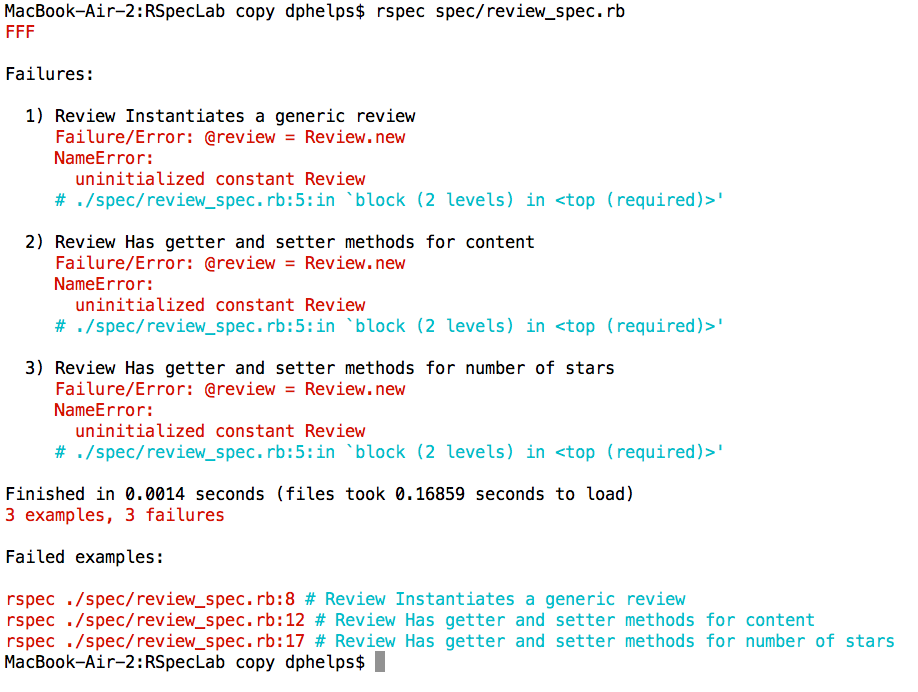 MacBook-Air-2:RSpecLab copy dphelps$ rspec spec/review_spec.rb
FFF
Failures:
1) Review Instantiates a generic review
Failure/Error: @review = Review.new
NameError:
uninitialized constant Review
# ./spec/review_spec.rb:5:in `block (2 levels) in <top (required)>'
2) Review Has getter and setter methods for content
Failure/Error: @review = Review.new
NameError:
uninitialized constant Review
# ./spec/review_spec.rb:5:in `block (2 levels) in <top (required)>'
3) Review Has getter and setter methods for number of stars
Failure/Error: @review = Review.new
NameError:
uninitialized constant Review
# ./spec/review_spec.rb:5:in `block (2 levels) in <top (required)>'
Finished in 0.0014 seconds (files took 0.16859 seconds to load)
3 examples, 3 failures
Failed examples:
rspec ./spec/review_spec.rb:8 # Review Instantiates a generic review
rspec ./spec/review_spec.rb:12 # Review Has getter and setter methods for content
rspec ./spec/review_spec.rb:17 # Review Has getter and setter methods for number of stars
MacBook-Air-2:RSpecLab copy dphelps$